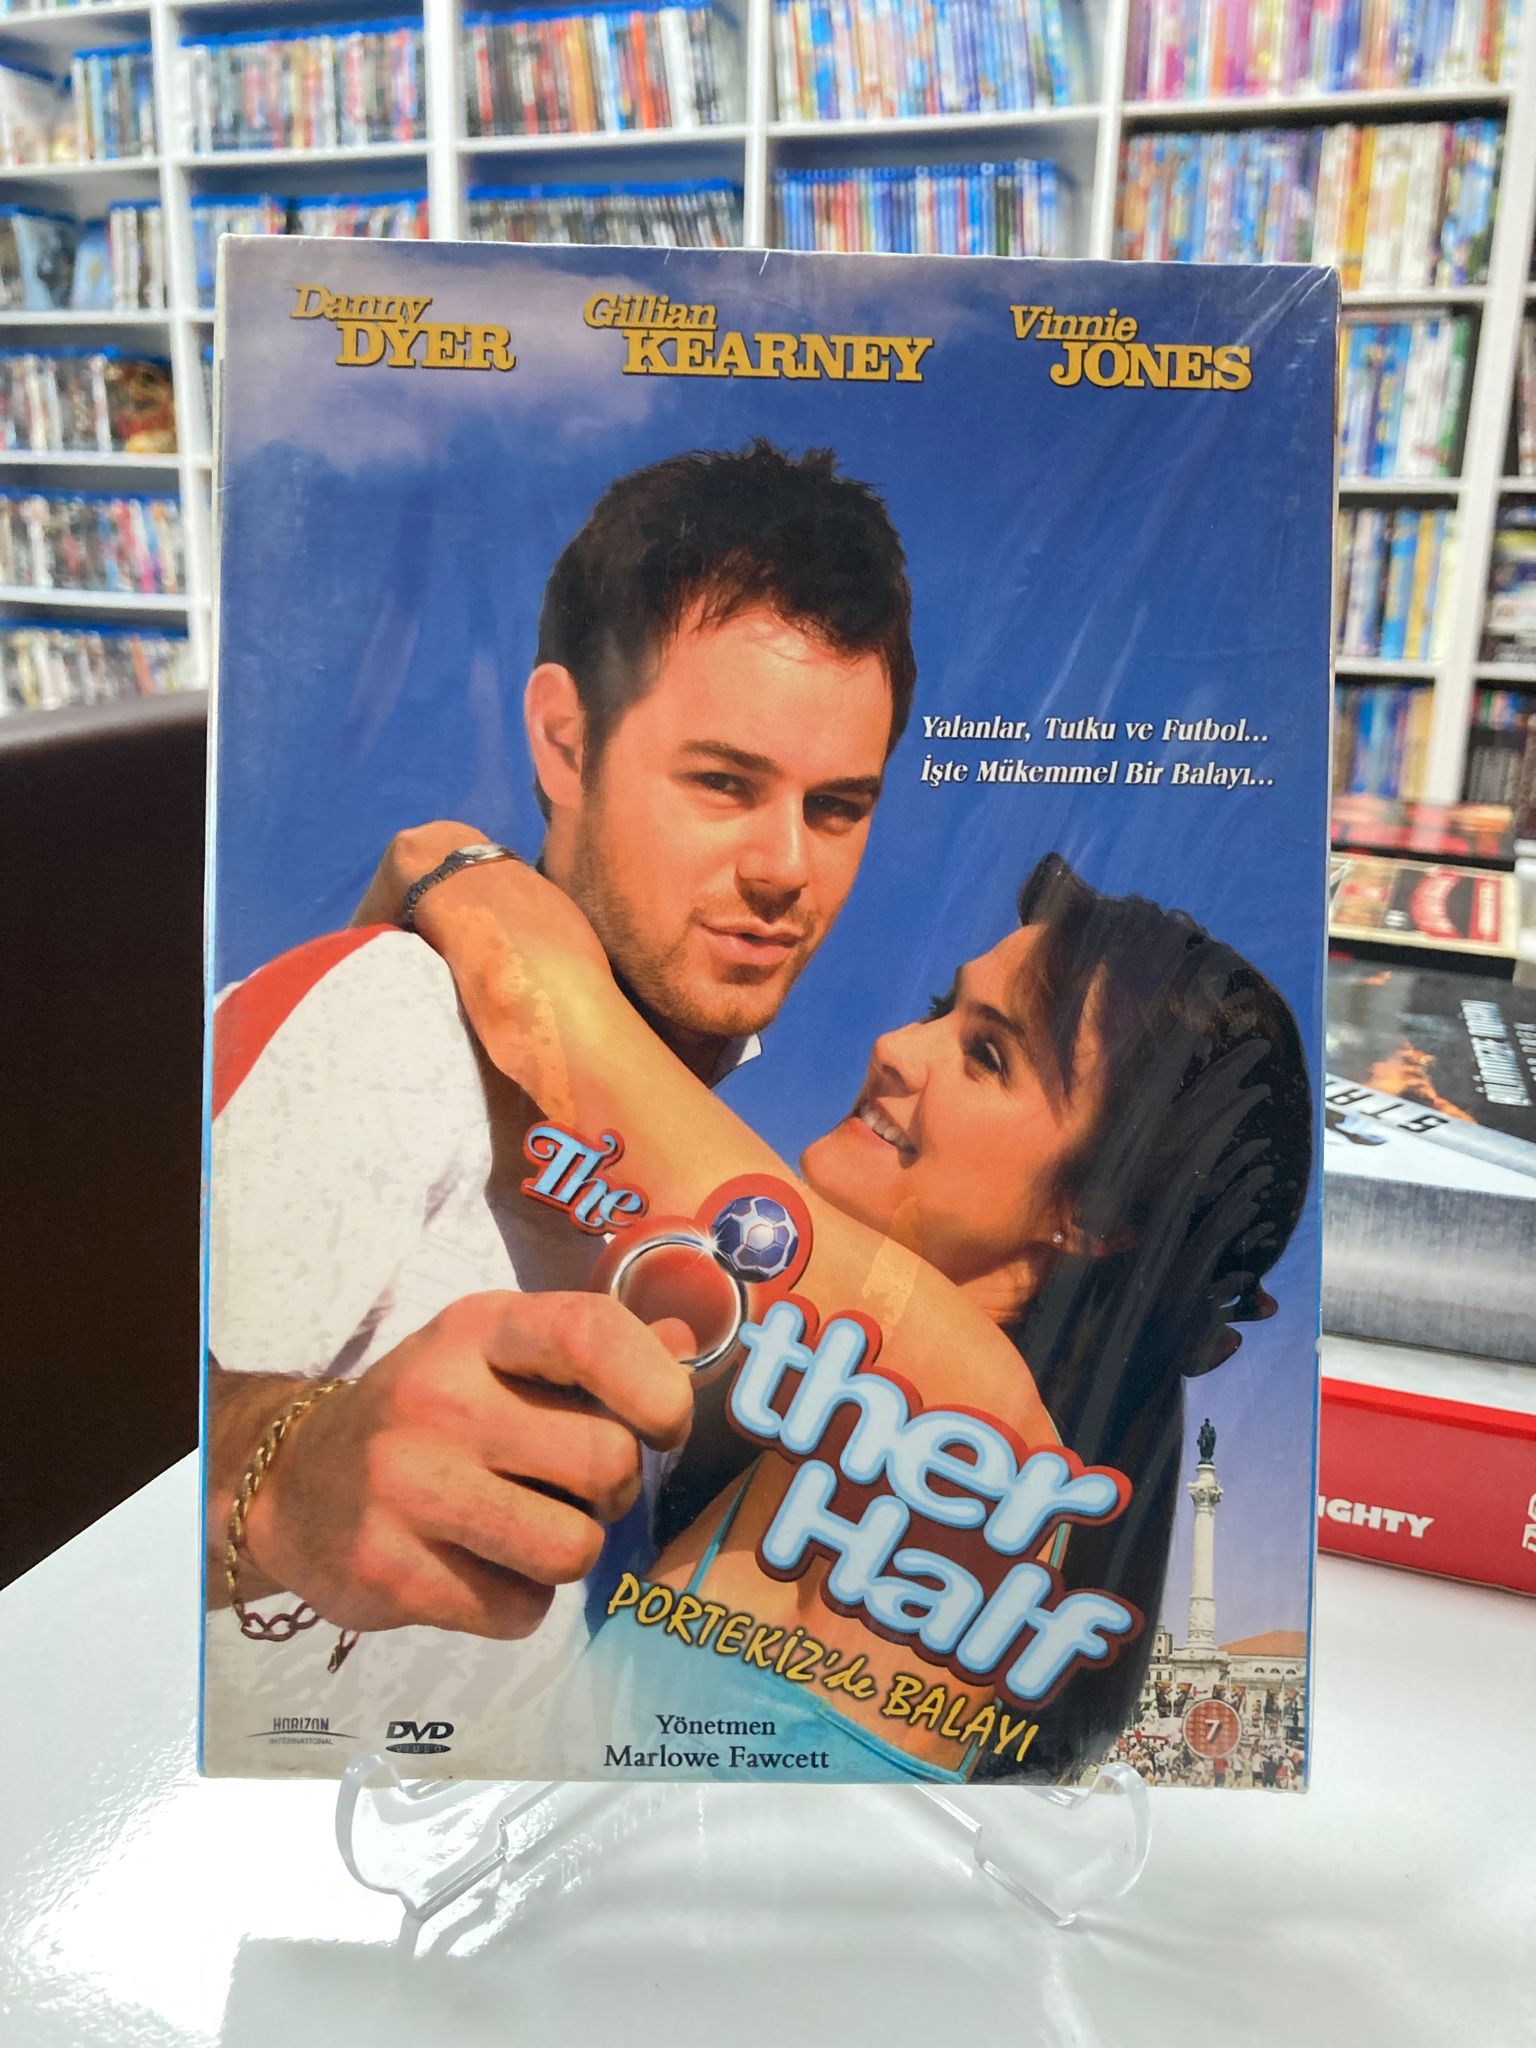 Danny
DYER
Gillian
KEARNEY
Vinnie
JONES
Yalanlar, Tutku ve Futbol...
İşte Mükemmel Bir Balayı...
The
Other
Half
PORTEKİZ'de BALAYI
HORIZON
INTERNATIONAL
DVD
VIDEO
Yönetmen
Marlowe Fawcett
7
IGHTY